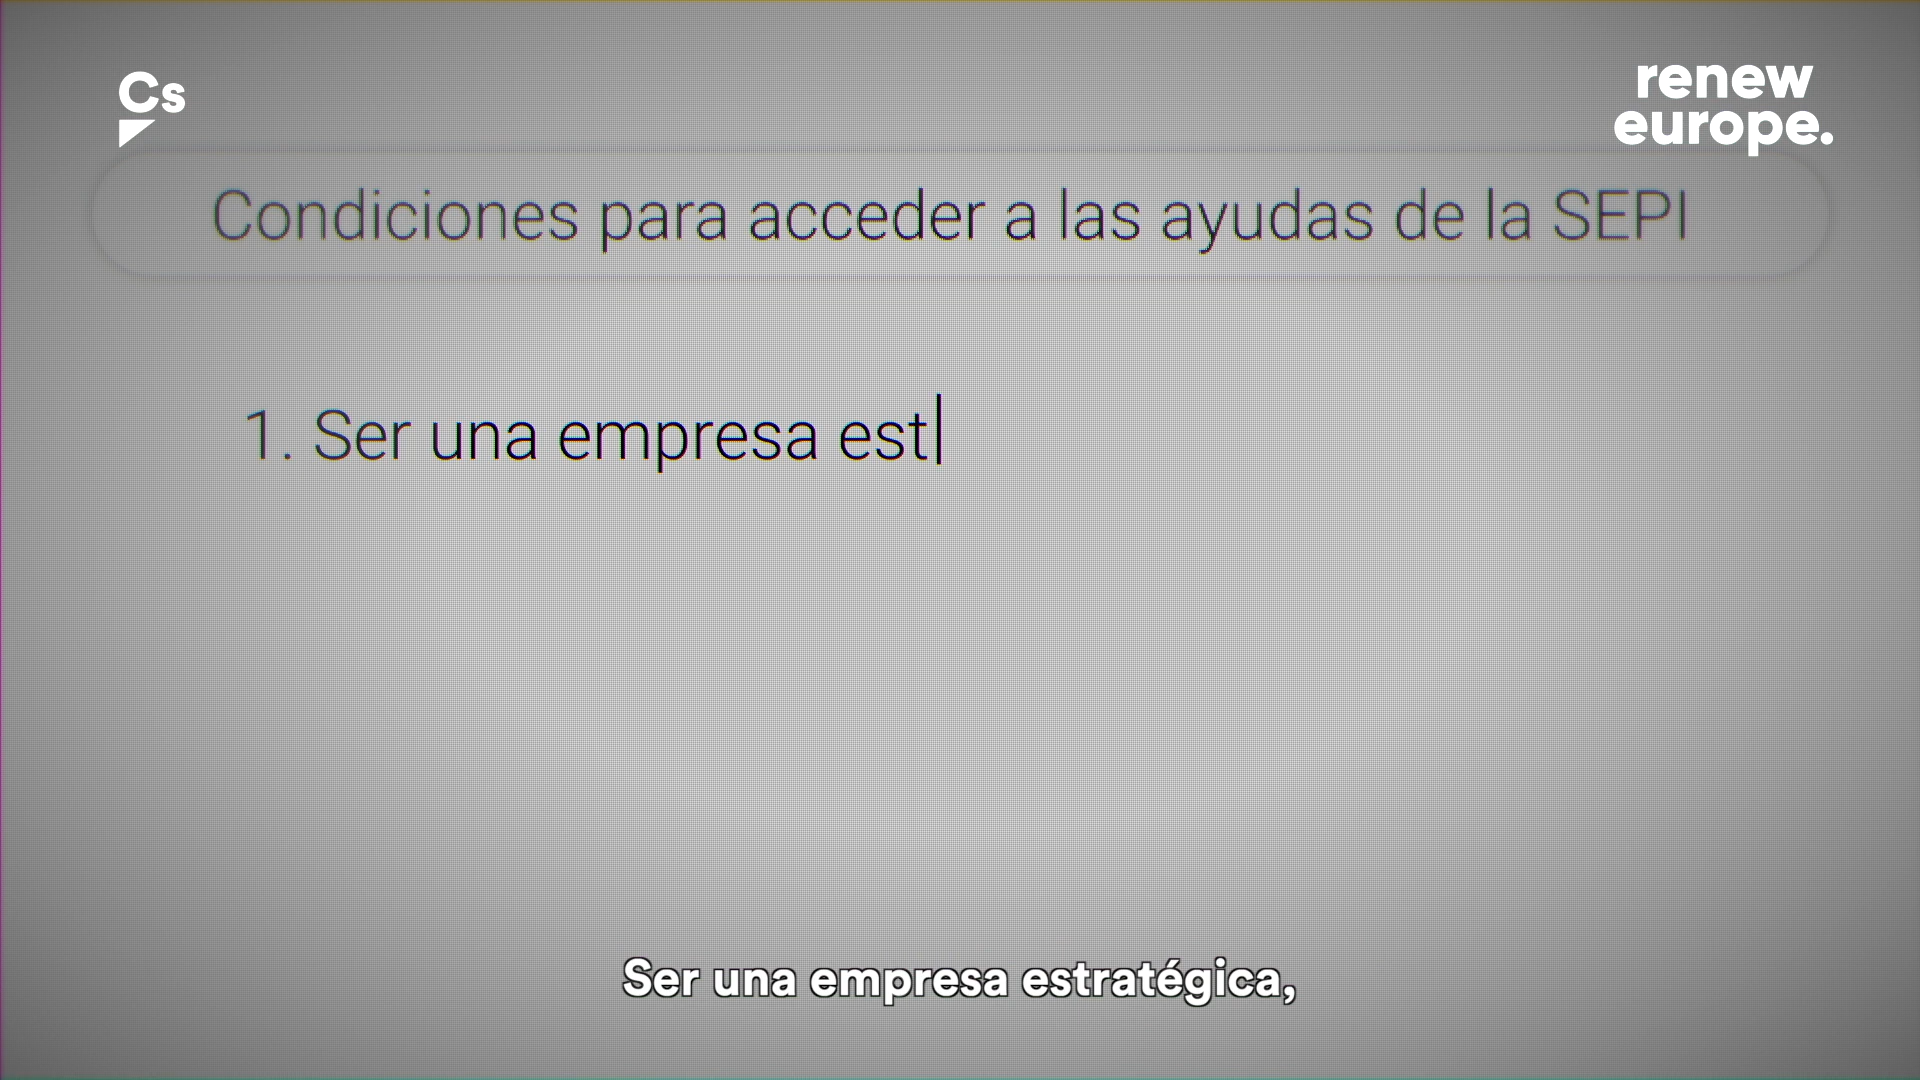 Cs
renew
europe.
Condiciones para acceder a las ayudas de la SEPI
1. Ser una empresa est
Ser una empresa estratégica,